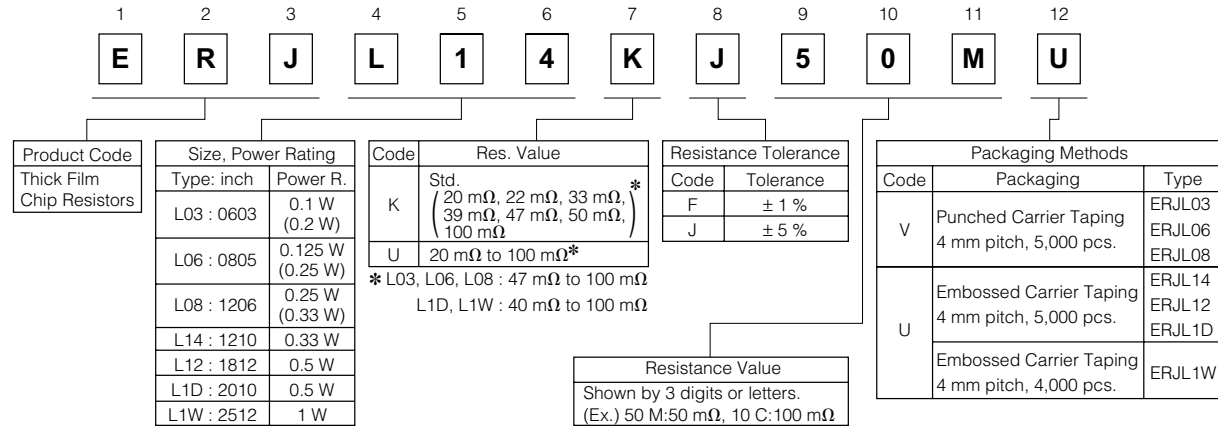 1 2 3 4 5 6 7 8 9 10 11 12
E R J L 1 4 K J 5 0 M U
Product Code
Thick Film
Chip Resistors
Size, Power Rating
Type: inch Power R.
L03 : 0603 0.1 W
(0.2 W)
L06 : 0805 0.125 W
(0.25 W)
L08 : 1206 0.25 W
(0.33 W)
L14 : 1210 0.33 W
L12 : 1812 0.5 W
L1D : 2010 0.5 W
L1W : 2512 1 W
Code Res. Value
K Std.
(20 mΩ, 22 mΩ, 33 mΩ,
39 mΩ, 47 mΩ, 50 mΩ,
100 mΩ)*
U 20 mΩ to 100 mΩ*
* L03, L06, L08 : 47 mΩ to 100 mΩ
L1D, L1W : 40 mΩ to 100 mΩ
Resistance Tolerance
Code Tolerance
F ± 1 %
J ± 5 %
Resistance Value
Shown by 3 digits or letters.
(Ex.) 50 M:50 mΩ, 10 C:100 mΩ
Packaging Methods
Code Packaging Type
V Punched Carrier Taping
4 mm pitch, 5,000 pcs.
ERJL03
ERJL06
ERJL08
U Embossed Carrier Taping
4 mm pitch, 5,000 pcs.
ERJL14
ERJL12
ERJL1D
Embossed Carrier Taping
4 mm pitch, 4,000 pcs.
ERJL1W